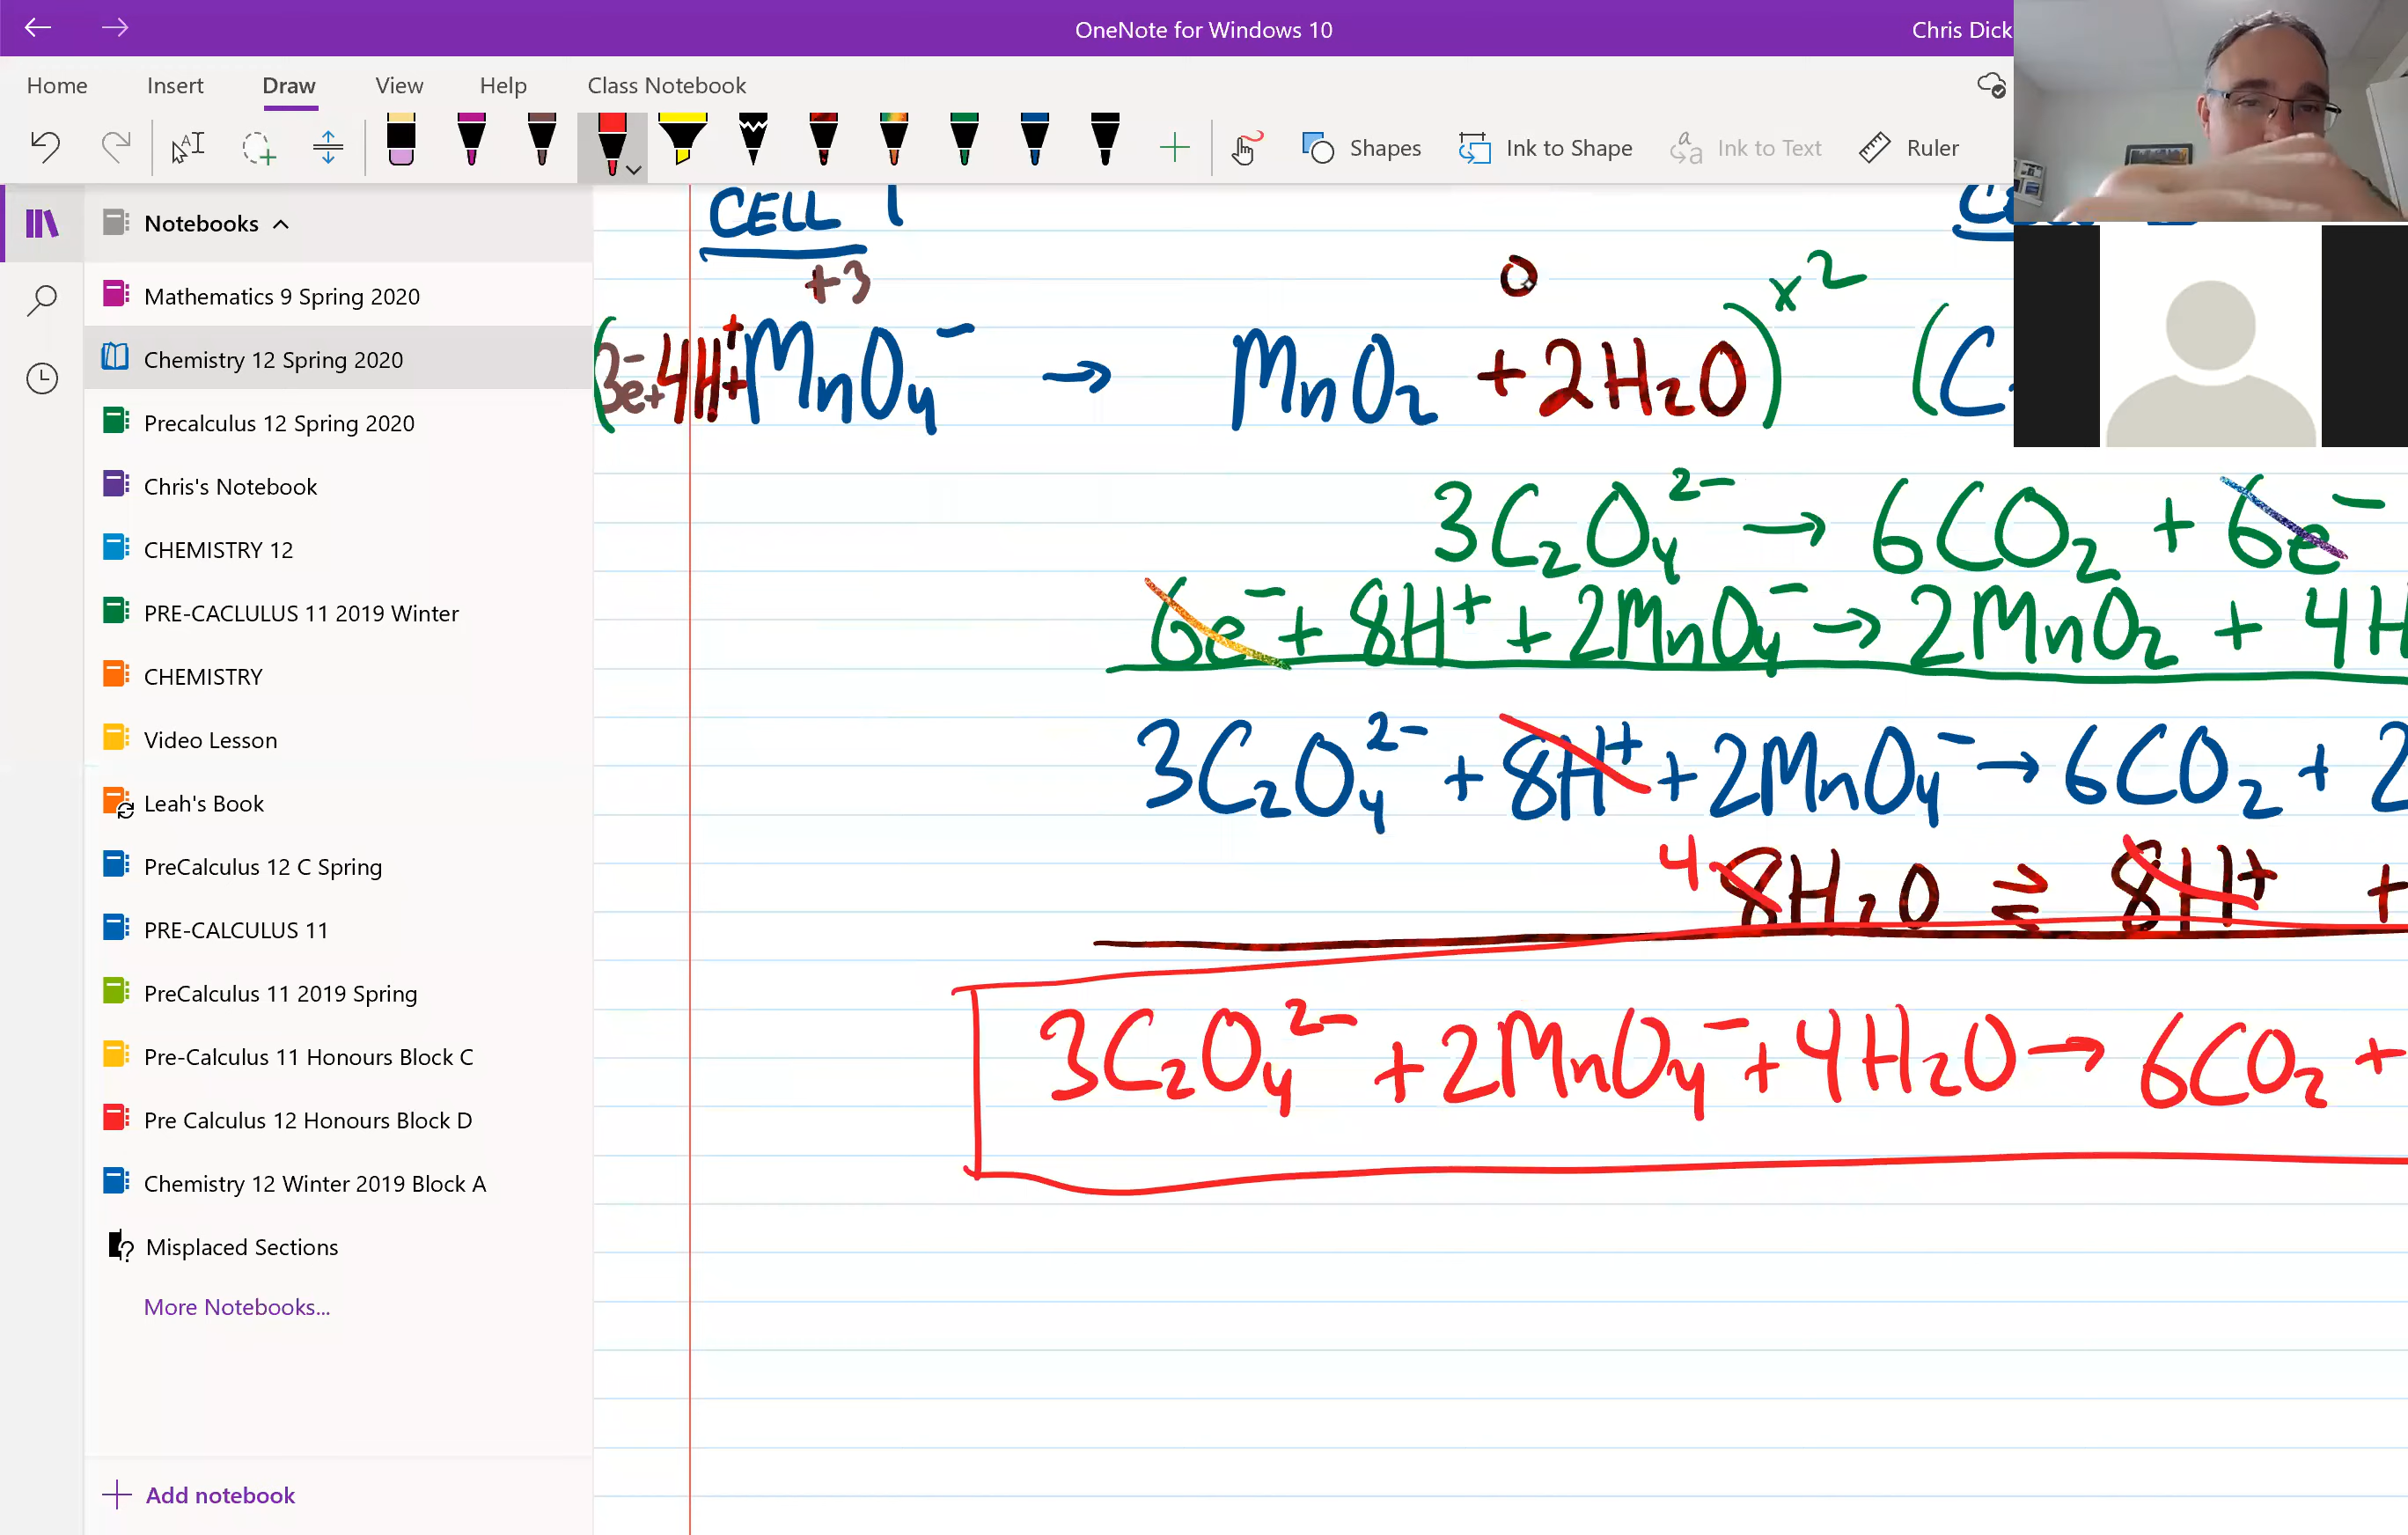 OneNote for Windows 10
Chris Dick
Home Insert Draw View Help Class Notebook
Shapes Ink to Shape Ink to Text Ruler
Notebooks
Mathematics 9 Spring 2020
Chemistry 12 Spring 2020
Precalculus 12 Spring 2020
Chris's Notebook
CHEMISTRY 12
PRE-CACLULUS 11 2019 Winter
CHEMISTRY
Video Lesson
Leah's Book
PreCalculus 12 C Spring
PRE-CALCULUS 11
PreCalculus 11 2019 Spring
Pre-Calculus 11 Honours Block C
Pre Calculus 12 Honours Block D
Chemistry 12 Winter 2019 Block A
Misplaced Sections
More Notebooks...
Add notebook
CELL 1
+3 0
(3e⁻+4H⁺+MnO₄⁻ → MnO₂ +2H₂O) x2 (C
3C₂O₄²⁻ → 6CO₂ + 6e⁻
6e⁻ + 8H⁺ + 2MnO₄⁻ → 2MnO₂ + 4H
3C₂O₄²⁻ + 8H⁺ + 2MnO₄⁻ → 6CO₂ + 2
4 8H₂O ⇌ 8H⁺ +
3C₂O₄²⁻ + 2MnO₄⁻ + 4H₂O → 6CO₂ +